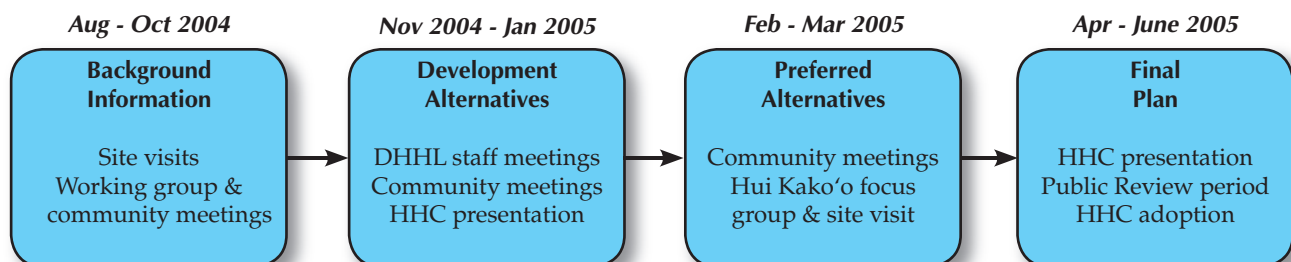 Aug - Oct 2004
Background
Information
Site visits
Working group &
community meetings
Nov 2004 - Jan 2005
Development
Alternatives
DHHL staff meetings
Community meetings
HHC presentation
Feb - Mar 2005
Preferred
Alternatives
Community meetings
Hui Kako‘o focus
group & site visit
Apr - June 2005
Final
Plan
HHC presentation
Public Review period
HHC adoption